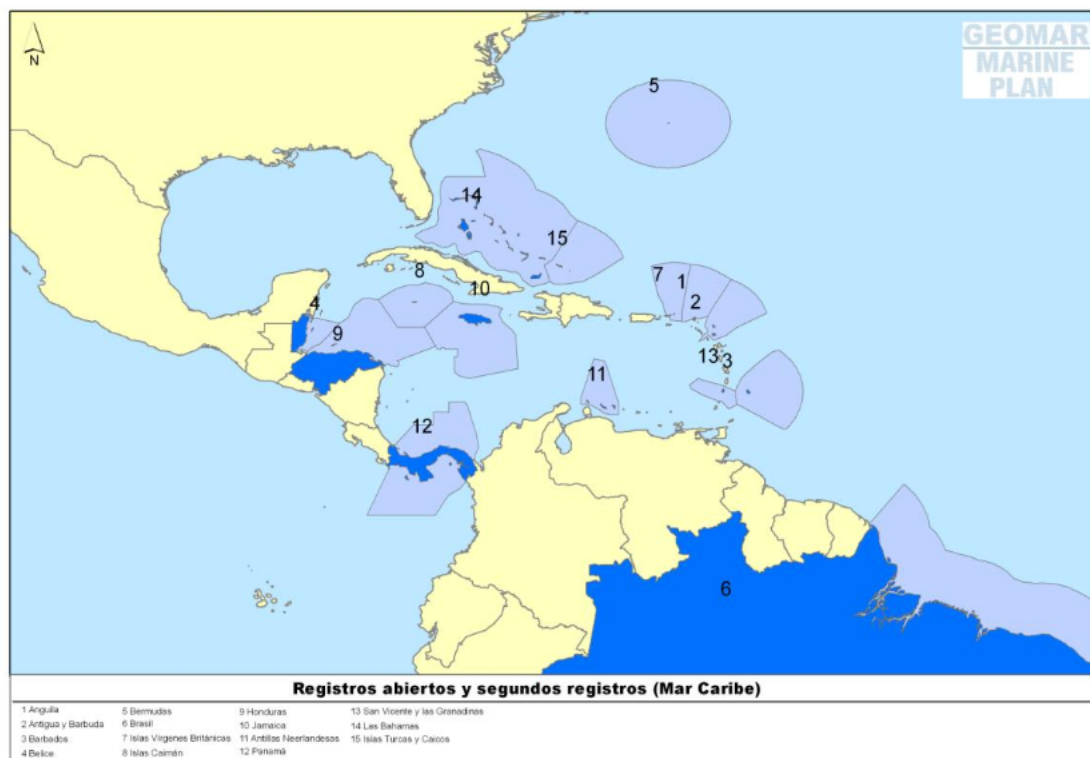 N
GEOMAR
MARINE
PLAN
5
14
15
7
1
2
8
10
4
9
13
3
11
12
6
Registros abiertos y segundos registros (Mar Caribe)
1 Anguila
2 Antigua y Barbuda
3 Barbados
4 Belice
5 Bermudas
6 Brasil
7 Islas Vírgenes Británicas
8 Islas Caimán
9 Honduras
10 Jamaica
11 Antillas Neerlandesas
12 Panamá
13 San Vicente y las Granadinas
14 Las Bahamas
15 Islas Turcas y Caicos